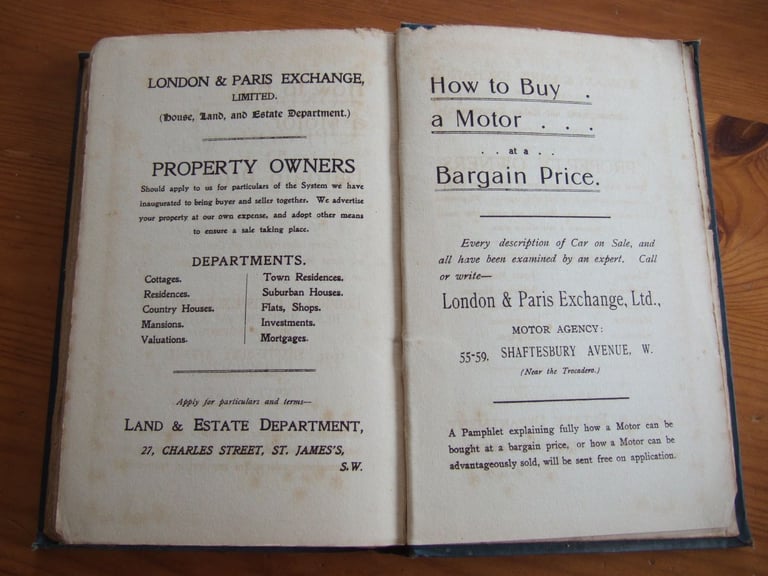 LONDON & PARIS EXCHANGE,
LIMITED.
(House, Land, and Estate Department.)
PROPERTY OWNERS
Should apply to us for particulars of the System we have
inaugurated to bring buyer and seller together. We advertise
your property at our own expense, and adopt other means
to ensure a sale taking place.
DEPARTMENTS.
Cottages.
Residences.
Country Houses.
Mansions.
Valuations.
Town Residences.
Suburban Houses.
Flats, Shops.
Investments.
Mortgages.
Apply for particulars and terms—
LAND & ESTATE DEPARTMENT,
27, CHARLES STREET, ST. JAMES'S,
S.W.
How to Buy .
a Motor . . .
. . at a . .
Bargain Price.
Every description of Car on Sale, and
all have been examined by an expert. Call
or write—
London & Paris Exchange, Ltd.,
MOTOR AGENCY:
55-59, SHAFTESBURY AVENUE, W.
(Near the Trocadero.)
A Pamphlet explaining fully how a Motor can be
bought at a bargain price, or how a Motor can be
advantageously sold, will be sent free on application.